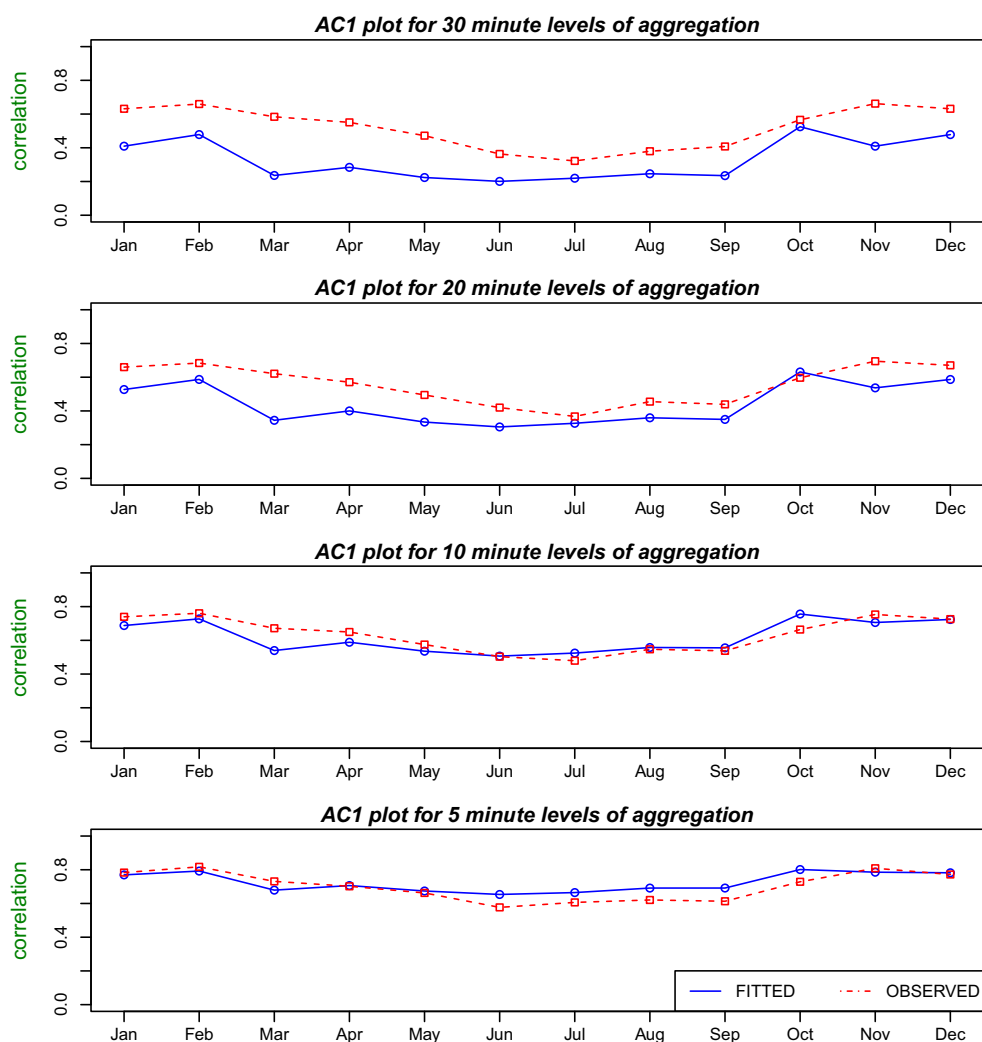 AC1 plot for 30 minute levels of aggregation
correlation
0.8
0.4
0.0
Jan Feb Mar Apr May Jun Jul Aug Sep Oct Nov Dec
AC1 plot for 20 minute levels of aggregation
correlation
0.8
0.4
0.0
Jan Feb Mar Apr May Jun Jul Aug Sep Oct Nov Dec
AC1 plot for 10 minute levels of aggregation
correlation
0.8
0.4
0.0
Jan Feb Mar Apr May Jun Jul Aug Sep Oct Nov Dec
AC1 plot for 5 minute levels of aggregation
correlation
0.8
0.4
0.0
FITTED OBSERVED
Jan Feb Mar Apr May Jun Jul Aug Sep Oct Nov Dec